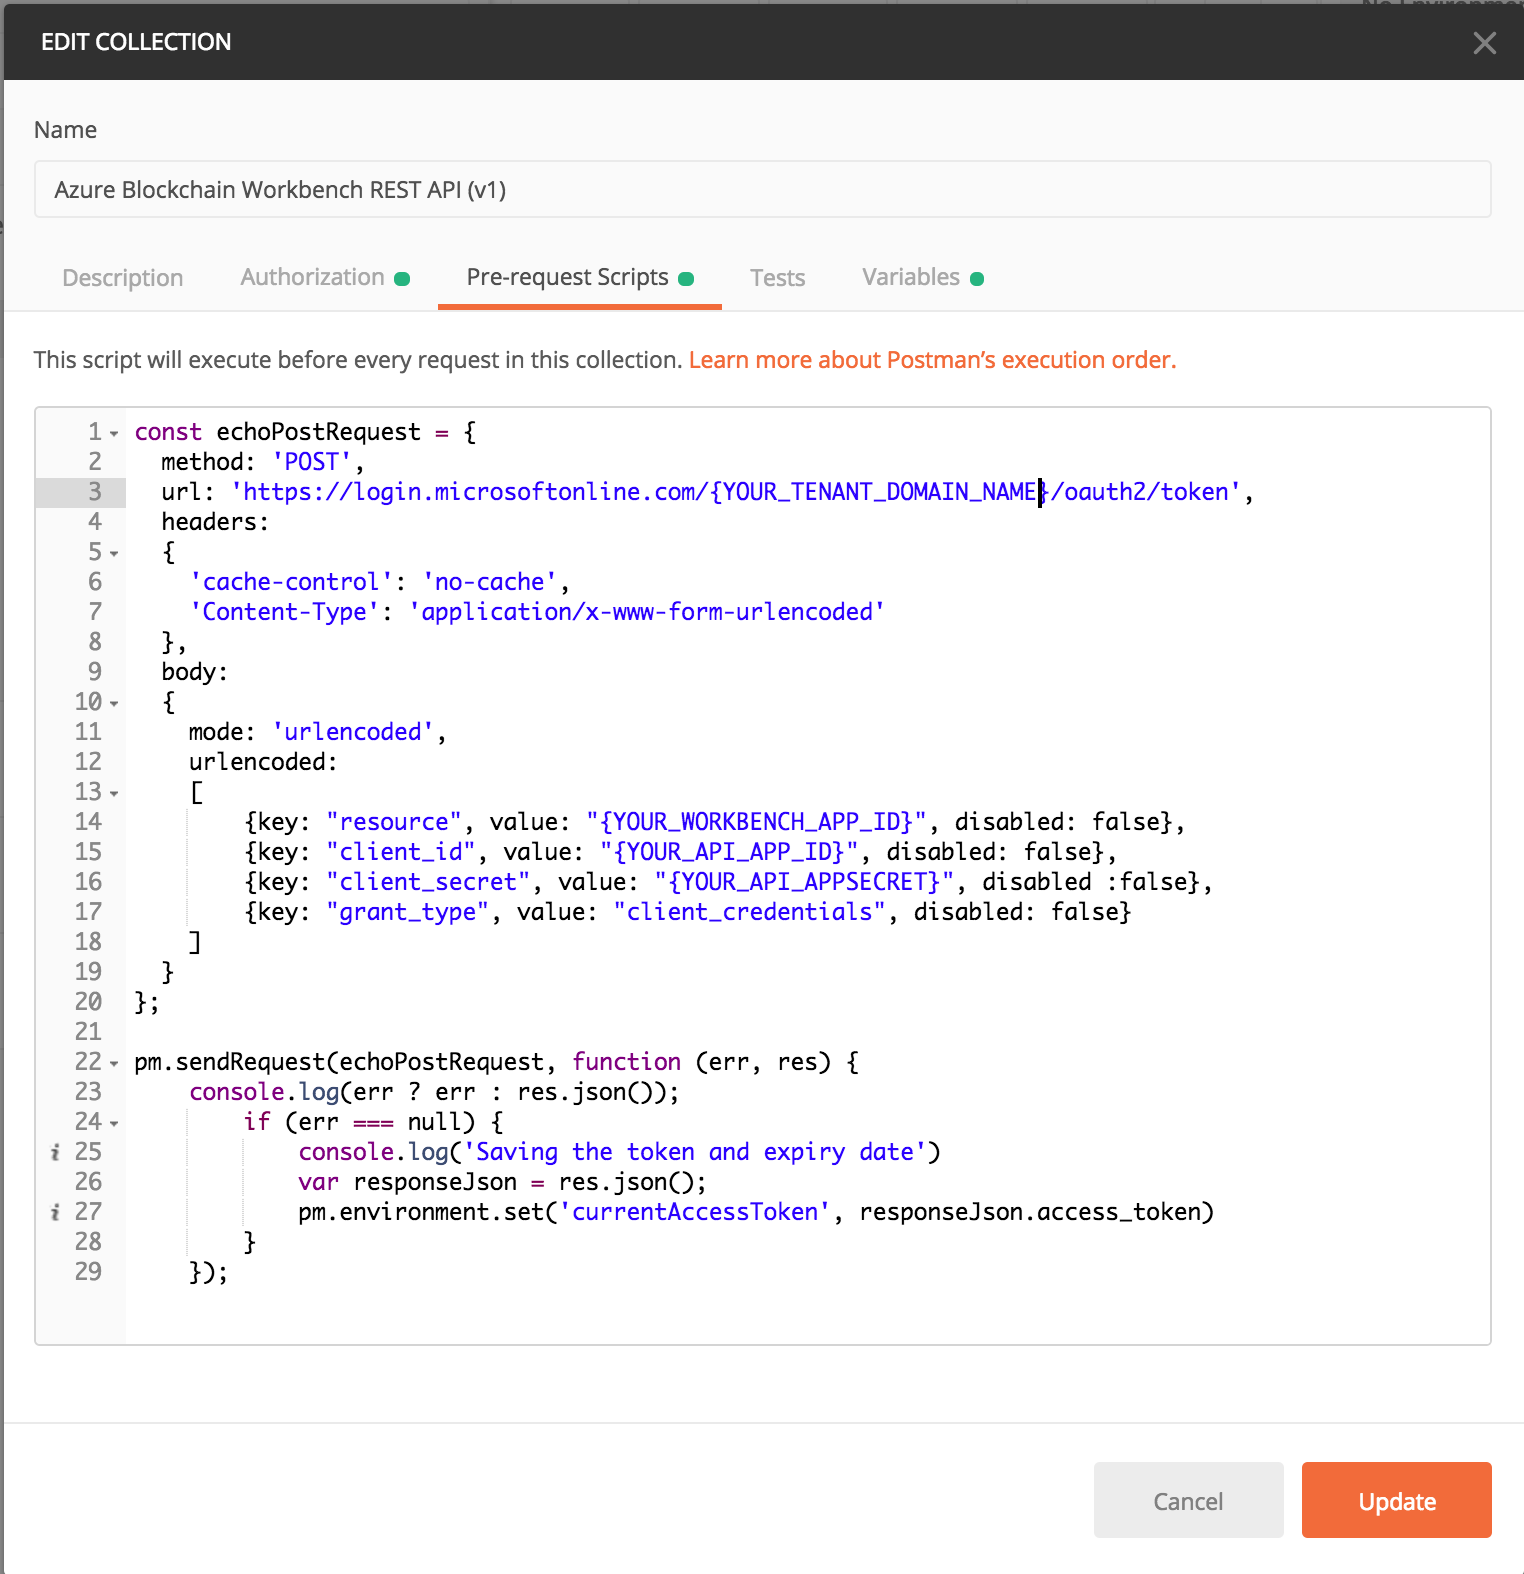 EDIT COLLECTION
Name
Azure Blockchain Workbench REST API (v1)
Description Authorization Pre-request Scripts Tests Variables
This script will execute before every request in this collection. Learn more about Postman's execution order.
1 const echoPostRequest = {
2   method: 'POST',
3   url: 'https://login.microsoftonline.com/{YOUR_TENANT_DOMAIN_NAME}/oauth2/token',
4   headers:
5   {
6     'cache-control': 'no-cache',
7     'Content-Type': 'application/x-www-form-urlencoded'
8   },
9   body:
10   {
11     mode: 'urlencoded',
12     urlencoded:
13     [
14         {key: "resource", value: "{YOUR_WORKBENCH_APP_ID}", disabled: false},
15         {key: "client_id", value: "{YOUR_API_APP_ID}", disabled: false},
16         {key: "client_secret", value: "{YOUR_API_APPSECRET}", disabled :false},
17         {key: "grant_type", value: "client_credentials", disabled: false}
18     ]
19   }
20 };
21
22 pm.sendRequest(echoPostRequest, function (err, res) {
23     console.log(err ? err : res.json());
24         if (err === null) {
i 25             console.log('Saving the token and expiry date')
26             var responseJson = res.json();
i 27             pm.environment.set('currentAccessToken', responseJson.access_token)
28         }
29     });
Cancel Update